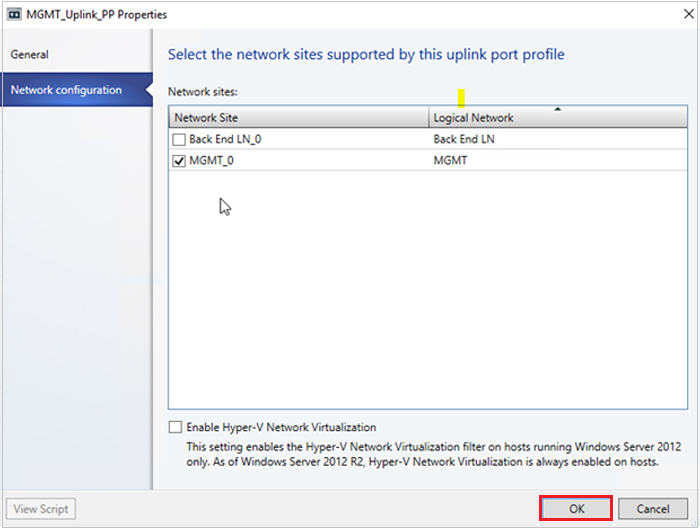 MGMT_Uplink_PP Properties
General
Network configuration
Select the network sites supported by this uplink port profile
Network sites:
Network Site Logical Network
Back End LN_0 Back End LN
MGMT_0 MGMT
Enable Hyper-V Network Virtualization
This setting enables the Hyper-V Network Virtualization filter on hosts running Windows Server 2012
only. As of Windows Server 2012 R2, Hyper-V Network Virtualization is always enabled on hosts.
View Script OK Cancel